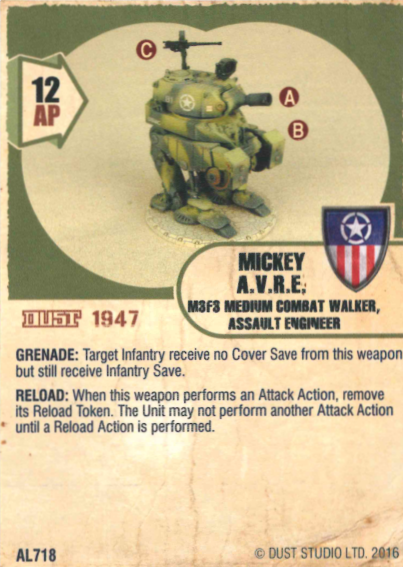 C
12
AP
A
B
MICKEY
A.V.R.E.
M3F3 MEDIUM COMBAT WALKER,
ASSAULT ENGINEER
DUST 1947
GRENADE: Target Infantry receive no Cover Save from this weapon
but still receive Infantry Save.
RELOAD: When this weapon performs an Attack Action, remove
its Reload Token. The Unit may not perform another Attack Action
until a Reload Action is performed.
AL718
© DUST STUDIO LTD. 2016